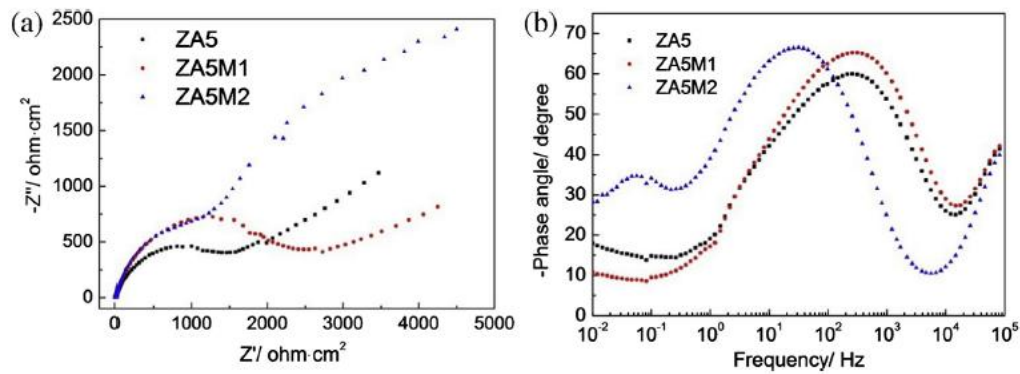 (a)
2500
2000
1500
1000
500
0
-Z''/ ohm·cm²
ZA5
ZA5M1
ZA5M2
0 1000 2000 3000 4000 5000
Z'/ ohm·cm²
(b)
70
60
50
40
30
20
10
0
-Phase angle/ degree
ZA5
ZA5M1
ZA5M2
10⁻² 10⁻¹ 10⁰ 10¹ 10² 10³ 10⁴ 10⁵
Frequency/ Hz